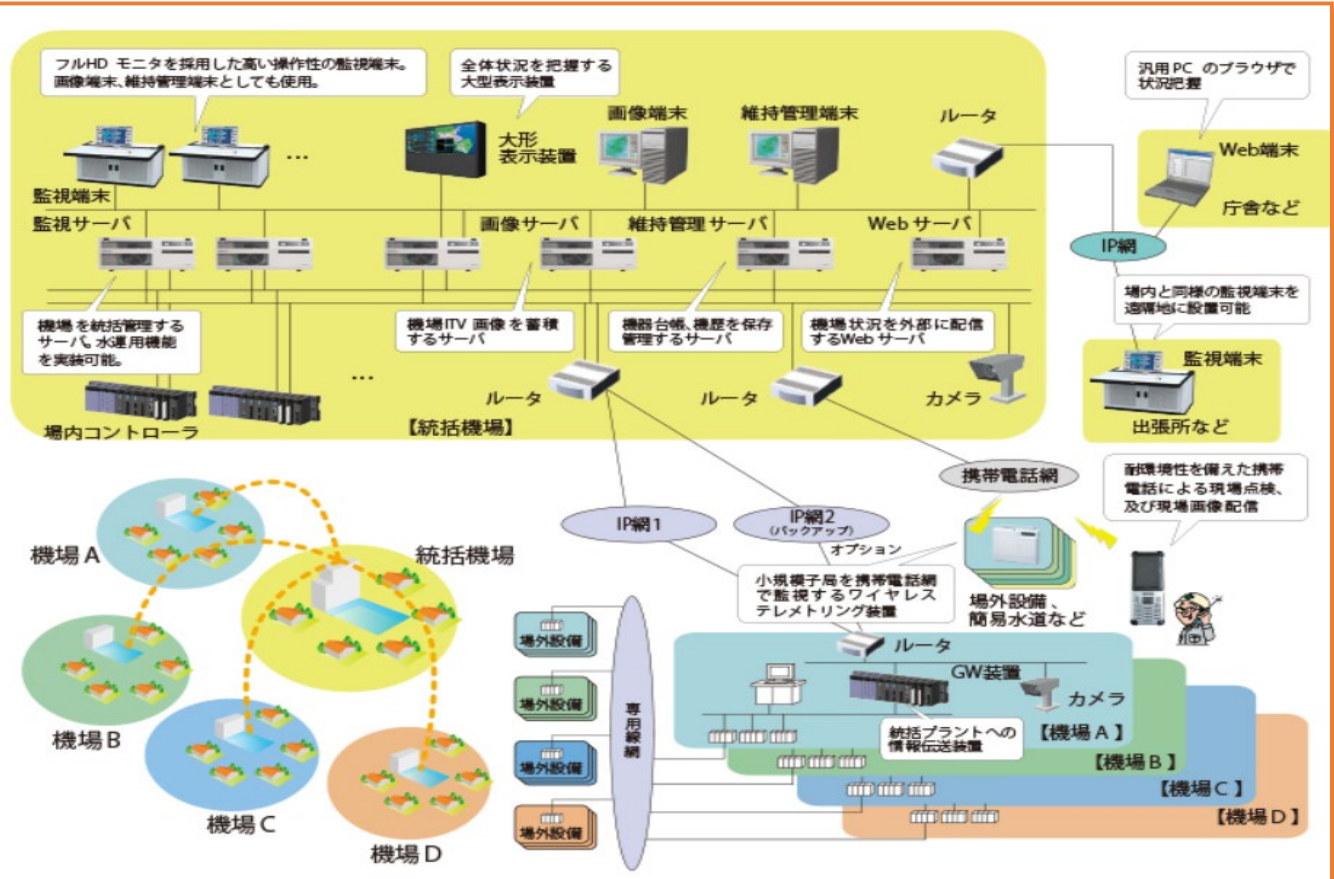 フルHD モニタを採用した高い操作性の監視端末。
画像端末、維持管理端末としても使用。
全体状況を把握する
大型表示装置
汎用PC のブラウザで
状況把握
画像端末
維持管理端末
ルータ
大形
表示装置
…
監視端末
Web端末
庁舎など
監視サーバ
画像サーバ
維持管理サーバ
Webサーバ
IP網
機場を統括管理する
サーバ。水運用機能
を実装可能。
機場ITV 画像を蓄積
するサーバ
機器台帳、機歴を保存
管理するサーバ
機場状況を外部に配信
するWebサーバ
場内と同様の監視端末を
遠隔地に設置可能
監視端末
出張所など
…
場内コントローラ
ルータ
ルータ
カメラ
【統括機場】
携帯電話網
耐環境性を備えた携帯
電話による現場点検、
及び現場画像配信
IP網1
IP網2
(バックアップ)
オプション
小規模子局を携帯電話網
で監視するワイヤレス
テレメトリング装置
場外設備、
簡易水道など
機場A
統括機場
機場B
機場C
機場D
場外設備
場外設備
場外設備
場外設備
専用線網
ルータ
GW装置
カメラ
統括プラントへの
情報伝送装置
【機場A】
【機場B】
【機場C】
【機場D】